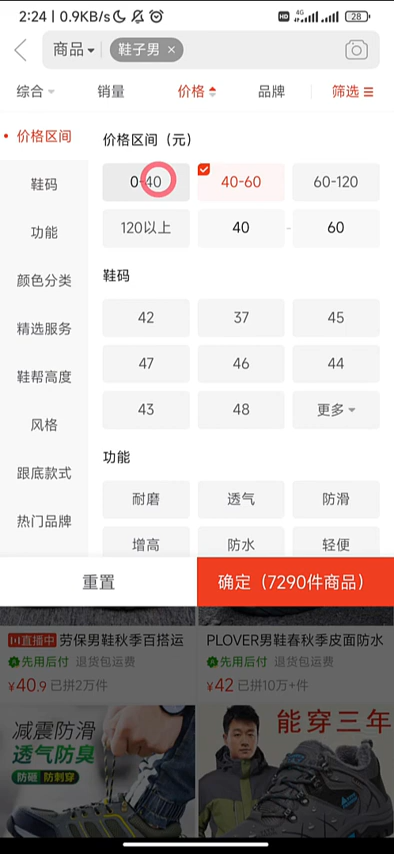 2:24 | 0.9KB/s HD 4G 28
商品 鞋子男 ×
综合 销量 价格 品牌 筛选
价格区间
鞋码
功能
颜色分类
精选服务
鞋帮高度
风格
跟底款式
热门品牌
价格区间（元）
0-40 40-60 60-120
120以上 40 - 60
鞋码
42 37 45
47 46 44
43 48 更多
功能
耐磨 透气 防滑
增高 防水 轻便
重置 确定（7290件商品）
直播中 劳保男鞋秋季百搭运
先用后付 退货包运费
¥40.9 已拼2万件
PLOVER男鞋春秋季皮面防水
先用后付 退货包运费
¥42 已拼10万+件
减震防滑
透气防臭
防砸 防刺穿
能穿三年